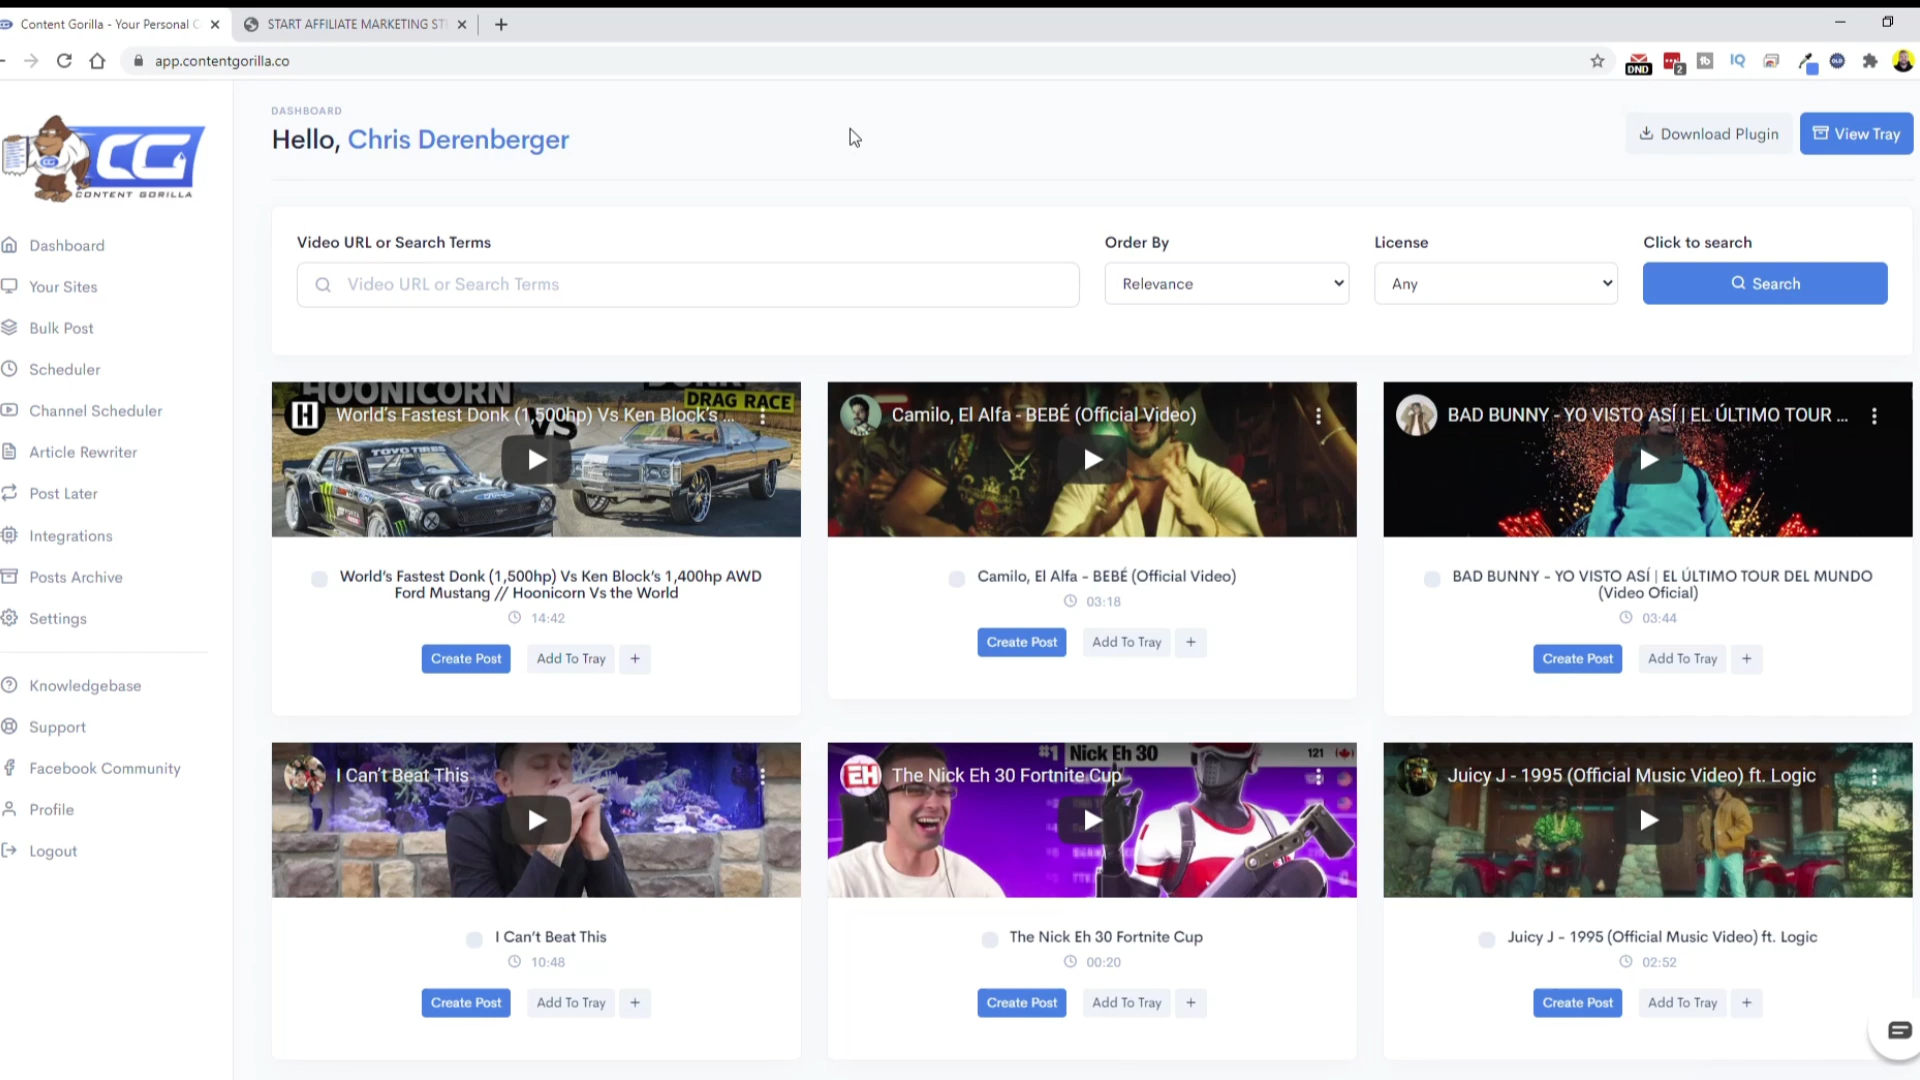 Content Gorilla - Your Personal C
START AFFILIATE MARKETING ST
app.contentgorilla.co
DND
2
IQ
CG
CONTENT GORILLA
Dashboard
Your Sites
Bulk Post
Scheduler
Channel Scheduler
Article Rewriter
Post Later
Integrations
Posts Archive
Settings
Knowledgebase
Support
Facebook Community
Profile
Logout
DASHBOARD
Hello, Chris Derenberger
Download Plugin
View Tray
Video URL or Search Terms
Order By
License
Click to search
Video URL or Search Terms
Relevance
Any
Search
HOONICORN
DRAG RACE
VS
TOYO TIRES
World's Fastest Donk (1,500hp) Vs Ken Block's ...
World's Fastest Donk (1,500hp) Vs Ken Block's 1,400hp AWD
Ford Mustang // Hoonicorn Vs the World
14:42
Create Post
Add To Tray
+
Camilo, El Alfa - BEBÉ (Official Video)
Camilo, El Alfa - BEBÉ (Official Video)
03:18
Create Post
Add To Tray
+
BAD BUNNY - YO VISTO ASÍ | EL ÚLTIMO TOUR ...
BAD BUNNY - YO VISTO ASÍ | EL ÚLTIMO TOUR DEL MUNDO
(Video Oficial)
03:44
Create Post
Add To Tray
+
I Can't Beat This
I Can't Beat This
10:48
Create Post
Add To Tray
+
#1 Nick Eh 30
121
EH
The Nick Eh 30 Fortnite Cup
The Nick Eh 30 Fortnite Cup
00:20
Create Post
Add To Tray
+
Juicy J - 1995 (Official Music Video) ft. Logic
Juicy J - 1995 (Official Music Video) ft. Logic
02:52
Create Post
Add To Tray
+